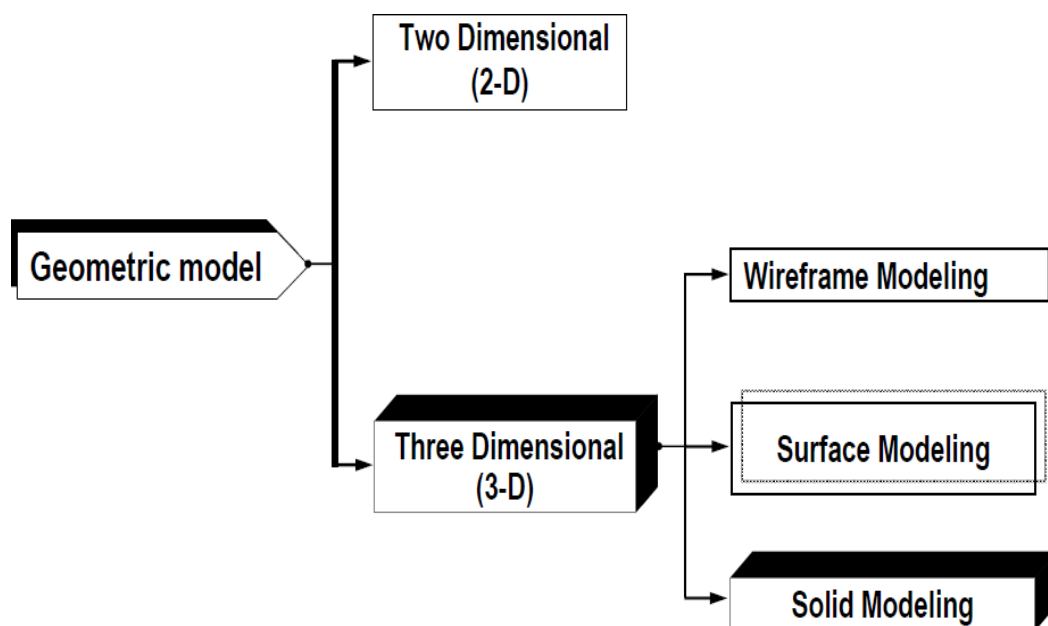 Two Dimensional
(2-D)
Geometric model
Wireframe Modeling
Three Dimensional
(3-D)
Surface Modeling
Solid Modeling